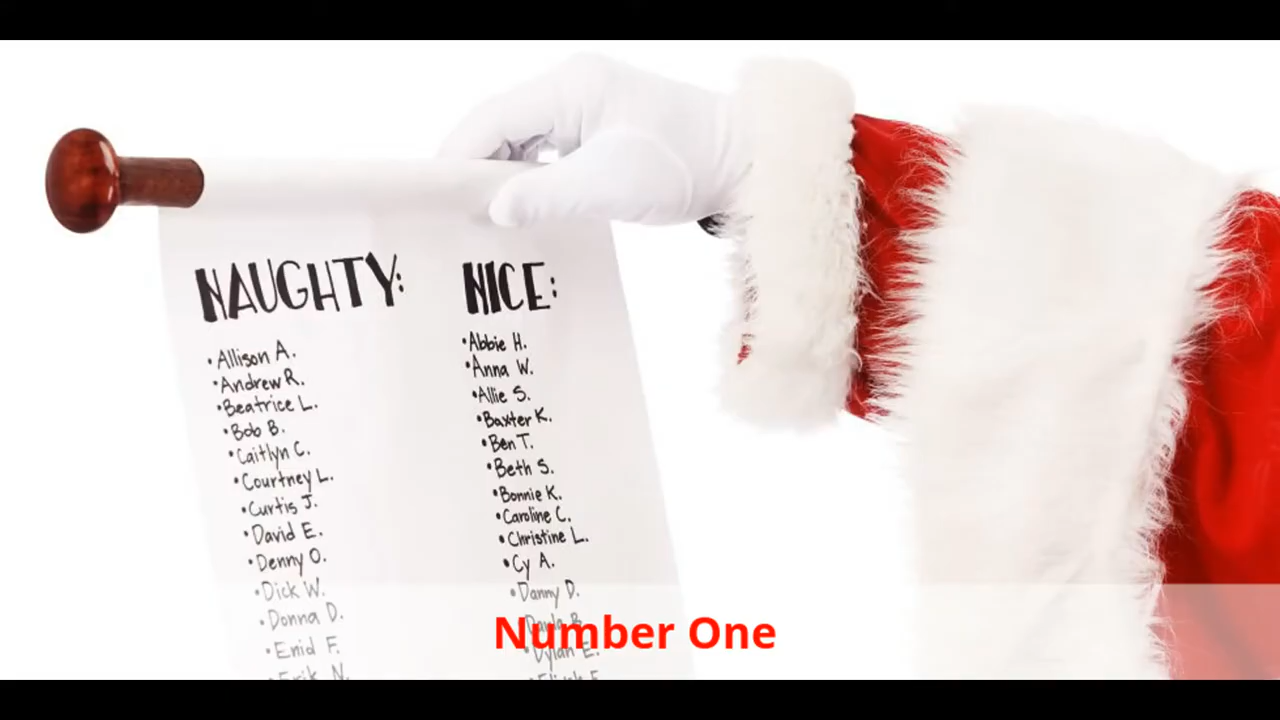 NAUGHTY:
• Allison A.
• Andrew R.
• Beatrice L.
• Bob B.
• Caitlyn C.
• Courtney L.
• Curtis J.
• David E.
• Denny O.
• Dick W.
• Donna D.
• Enid F.
• Erik N.
NICE:
• Abbie H.
• Anna W.
• Allie S.
• Baxter K.
• Ben T.
• Beth S.
• Bonnie K.
• Caroline C.
• Christine L.
• Cy A.
• Danny D.
• Dylan E.
Number One